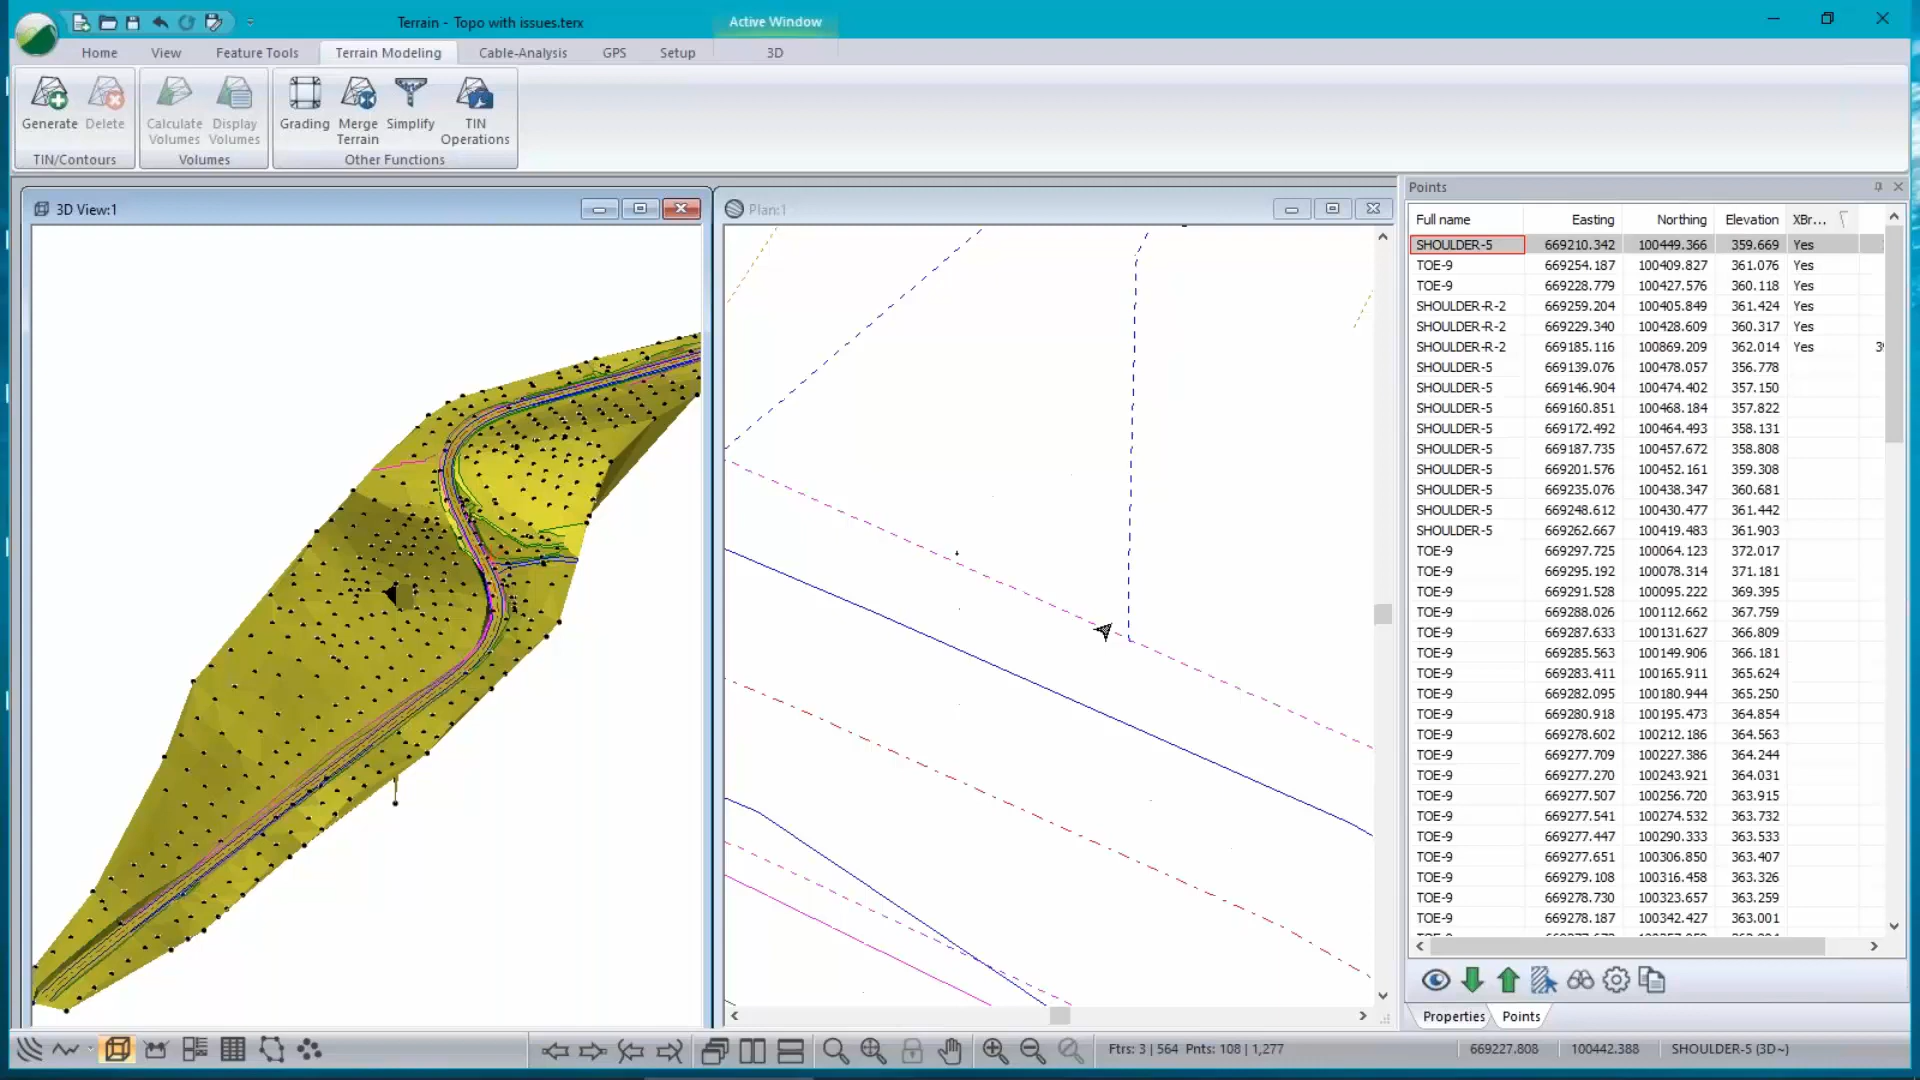 Terrain - Topo with issues.terx
Active Window
Home View Feature Tools Terrain Modeling Cable-Analysis GPS Setup 3D
Generate Delete Calculate Volumes Display Volumes Grading Merge Terrain Simplify TIN Operations
TIN/Contours Volumes Other Functions
3D View:1
Plan:1
Points
Full name Easting Northing Elevation XBr...
SHOULDER-5 669210.342 100449.366 359.669 Yes
TOE-9 669254.187 100409.827 361.076 Yes
TOE-9 669228.779 100427.576 360.118 Yes
SHOULDER-R-2 669259.204 100405.849 361.424 Yes
SHOULDER-R-2 669229.340 100428.609 360.317 Yes
SHOULDER-R-2 669185.116 100869.209 362.014 Yes
SHOULDER-5 669139.076 100478.057 356.778
SHOULDER-5 669146.904 100474.402 357.150
SHOULDER-5 669160.851 100468.184 357.822
SHOULDER-5 669172.492 100464.493 358.131
SHOULDER-5 669187.735 100457.672 358.808
SHOULDER-5 669201.576 100452.161 359.308
SHOULDER-5 669235.076 100438.347 360.681
SHOULDER-5 669248.612 100430.477 361.442
SHOULDER-5 669262.667 100419.483 361.903
TOE-9 669297.725 100064.123 372.017
TOE-9 669295.192 100078.314 371.181
TOE-9 669291.528 100095.222 369.395
TOE-9 669288.026 100112.662 367.759
TOE-9 669287.633 100131.627 366.809
TOE-9 669285.563 100149.906 366.181
TOE-9 669283.411 100165.911 365.624
TOE-9 669282.095 100180.944 365.250
TOE-9 669280.918 100195.473 364.854
TOE-9 669278.602 100212.186 364.563
TOE-9 669277.709 100227.386 364.244
TOE-9 669277.270 100243.921 364.031
TOE-9 669277.507 100256.720 363.915
TOE-9 669277.541 100274.532 363.732
TOE-9 669277.447 100290.333 363.533
TOE-9 669277.651 100306.850 363.407
TOE-9 669279.108 100316.458 363.326
TOE-9 669278.730 100323.657 363.259
TOE-9 669278.187 100342.427 363.001
Properties Points
Ftrs: 3 | 564 Pnts: 108 | 1,277 669227.808 100442.388 SHOULDER-5 (3D~)